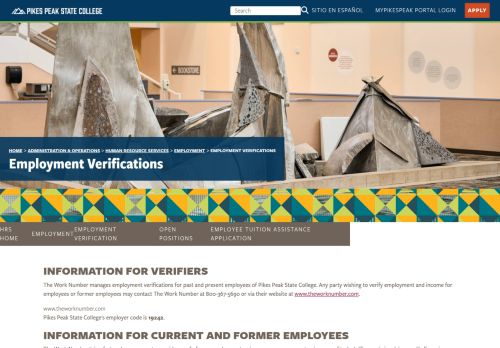 PIKES PEAK STATE COLLEGE
Search
SITIO EN ESPAÑOL
MYPIKESPEAK PORTAL LOGIN
APPLY
BOOKSTORE
HOME > ADMINISTRATION & OPERATIONS > HUMAN RESOURCE SERVICES > EMPLOYMENT > EMPLOYMENT VERIFICATIONS
Employment Verifications
HRS HOME
EMPLOYMENT
EMPLOYMENT VERIFICATION
OPEN POSITIONS
EMPLOYEE TUITION ASSISTANCE APPLICATION
INFORMATION FOR VERIFIERS
The Work Number manages employment verifications for past and present employees of Pikes Peak State College. Any party wishing to verify employment and income for
employees or former employees may contact The Work Number at 800-367-5690 or via their website at www.theworknumber.com.
www.theworknumber.com
Pikes Peak State College's employer code is 19242.
INFORMATION FOR CURRENT AND FORMER EMPLOYEES